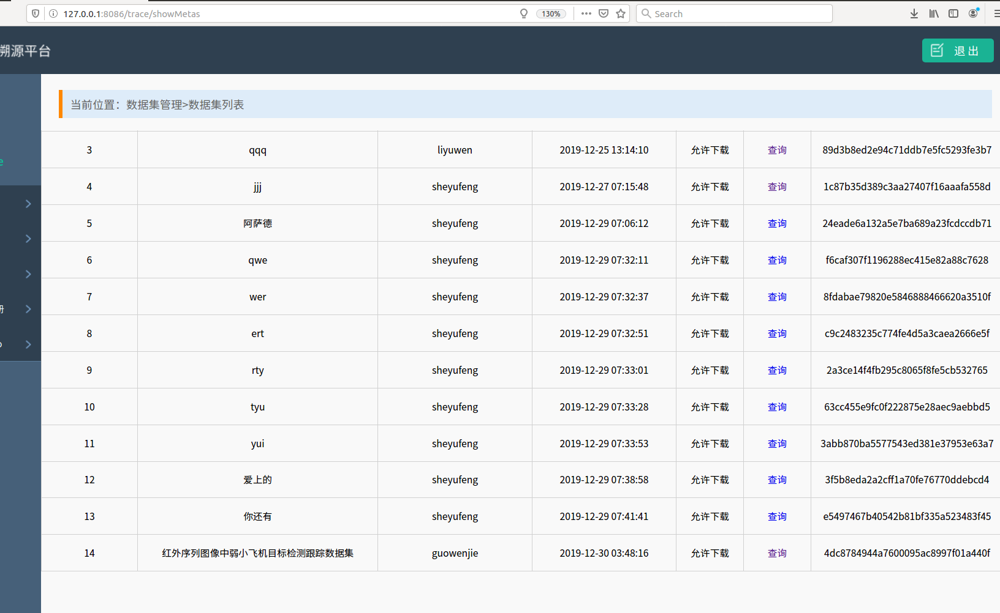 127.0.0.1:8086/trace/showMetas 130% Search
溯源平台 退出
当前位置：数据集管理>数据集列表
3 qqq liyuwen 2019-12-25 13:14:10 允许下载 查询 89d3b8ed2e94c71ddb7e5fc5293fe3b7
4 jjj sheyufeng 2019-12-27 07:15:48 允许下载 查询 1c87b35d389c3aa27407f16aaafa558d
5 阿萨德 sheyufeng 2019-12-29 07:06:12 允许下载 查询 24eade6a132a5e7ba689a23fcdccdb71
6 qwe sheyufeng 2019-12-29 07:32:11 允许下载 查询 f6caf307f1196288ec415e82a88c7628
7 wer sheyufeng 2019-12-29 07:32:37 允许下载 查询 8fdabae79820e5846888466620a3510f
8 ert sheyufeng 2019-12-29 07:32:51 允许下载 查询 c9c2483235c774fe4d5a3caea2666e5f
9 rty sheyufeng 2019-12-29 07:33:01 允许下载 查询 2a3ce14f4fb295c8065f8fe5cb532765
10 tyu sheyufeng 2019-12-29 07:33:28 允许下载 查询 63cc455e9fc0f222875e28aec9aebbd5
11 yui sheyufeng 2019-12-29 07:33:53 允许下载 查询 3abb870ba5577543ed381e37953e63a7
12 爱上的 sheyufeng 2019-12-29 07:38:58 允许下载 查询 3f5b8eda2a2cff1a70fe76770ddebcd4
13 你还有 sheyufeng 2019-12-29 07:41:41 允许下载 查询 e5497467b40542b81bf335a523483f45
14 红外序列图像中弱小飞机目标检测跟踪数据集 guowenjie 2019-12-30 03:48:16 允许下载 查询 4dc8784944a7600095ac8997f01a440f